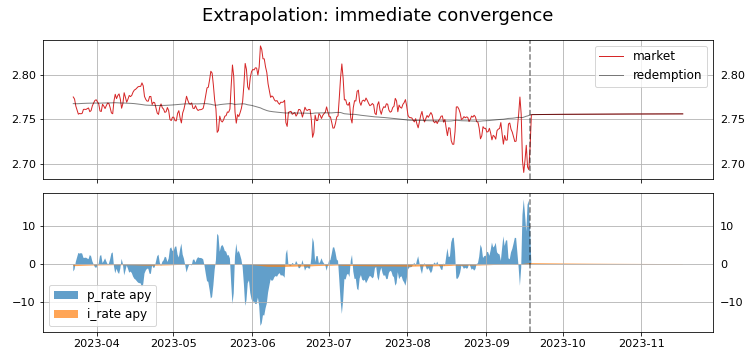 Extrapolation: immediate convergence
2.80
2.75
2.70
market
redemption
2.80
2.75
2.70
10
0
−10
p_rate apy
i_rate apy
10
0
−10
2023-04 2023-05 2023-06 2023-07 2023-08 2023-09 2023-10 2023-11